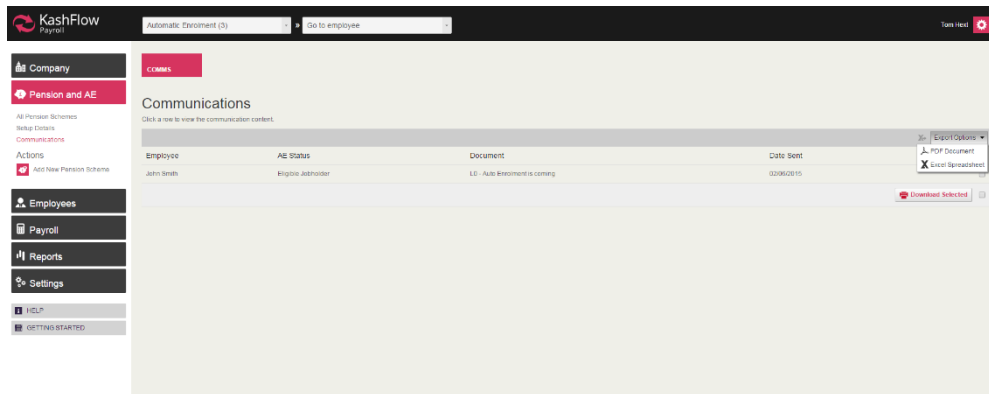 KashFlow
Payroll
Automatic Enrolment (3)
»
Go to employee
Tom Hext
Company
Pension and AE
All Pension Schemes
Setup Details
Communications
Actions
Add New Pension Scheme
Employees
Payroll
Reports
Settings
HELP
GETTING STARTED
COMMS
Communications
Click a row to view the communication content.
Export Options
PDF Document
Excel Spreadsheet
Employee AE Status Document Date Sent
John Smith Eligible Jobholder L0 - Auto Enrolment is coming 02/06/2015
Download Selected